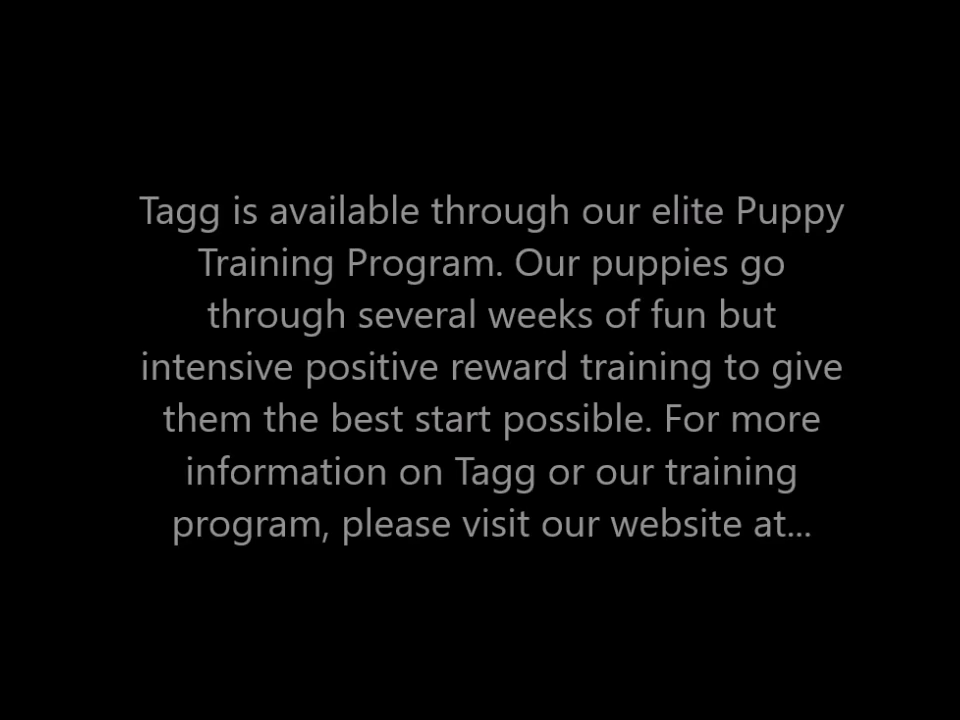 Tagg is available through our elite Puppy
Training Program. Our puppies go
through several weeks of fun but
intensive positive reward training to give
them the best start possible. For more
information on Tagg or our training
program, please visit our website at...